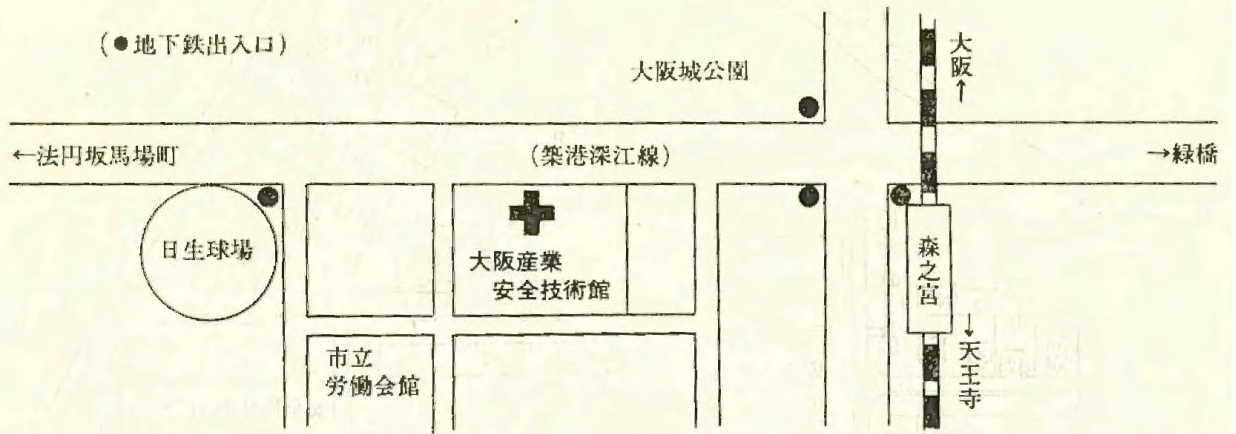 (●地下鉄出入口)
大阪城公園
大阪↑
←法円坂馬場町
(築港深江線)
→緑橋
日生球場
大阪産業
安全技術館
森之宮
↓天王寺
市立
労働会館